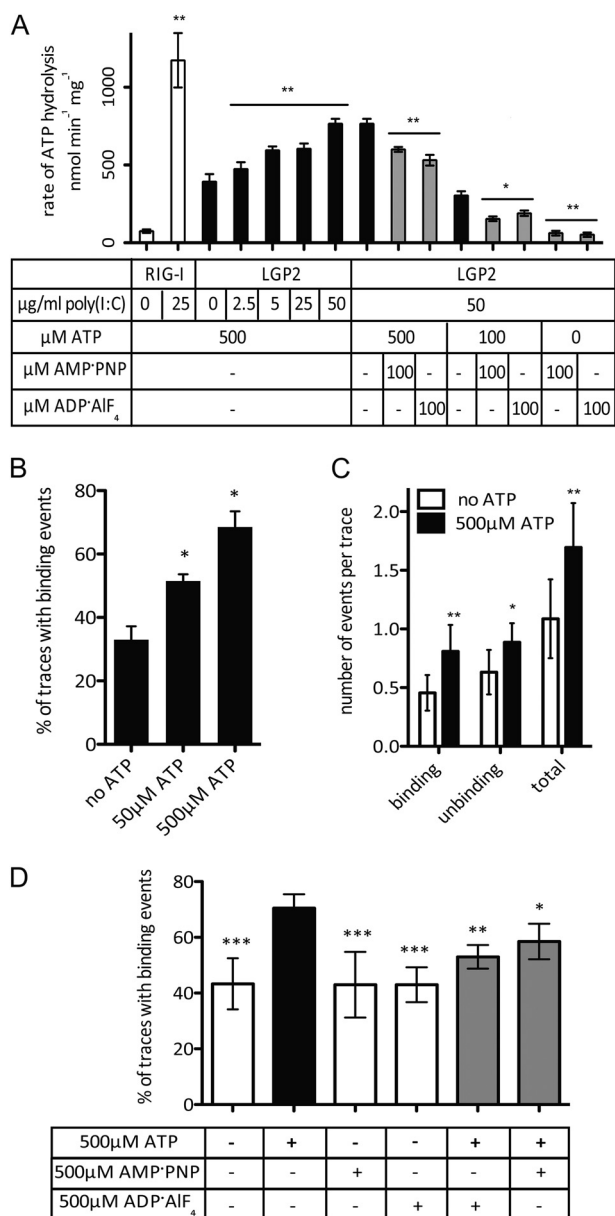 A
rate of ATP hydrolysis
nmol min⁻¹ mg⁻¹
1000
500
0
**
**
**
*
**
RIG-I LGP2 LGP2
µg/ml poly(I:C) 0 25 0 2.5 5 25 50 50
µM ATP 500 500 100 0
µM AMP·PNP - - 100 - - 100 - 100 -
µM ADP·AlF₄ - - - 100 - - 100 - 100
B
% of traces with binding events
80
60
40
20
0
*
*
no ATP
50µM ATP
500µM ATP
C
no ATP
500µM ATP
number of events per trace
2.0
1.5
1.0
0.5
0.0
**
*
**
binding
unbinding
total
D
% of traces with binding events
80
60
40
20
0
***
***
***
**
*
500µM ATP - + - - + +
500µM AMP·PNP - - + - - +
500µM ADP·AlF₄ - - - + + -